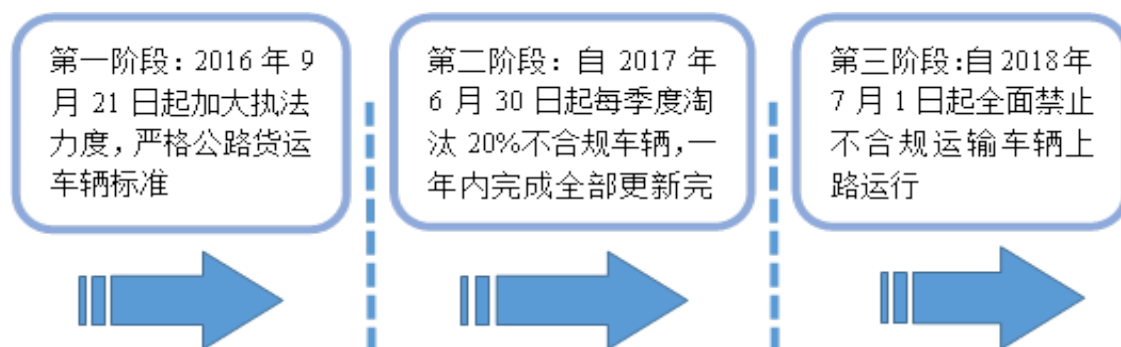 第一阶段：2016 年 9
月 21 日起加大执法
力度，严格公路货运
车辆标准
第二阶段：自 2017 年
6 月 30 日起每季度淘
汰 20%不合规车辆，一
年内完成全部更新完
第三阶段:自 2018 年
7 月 1 日起全面禁止
不合规运输车辆上
路运行